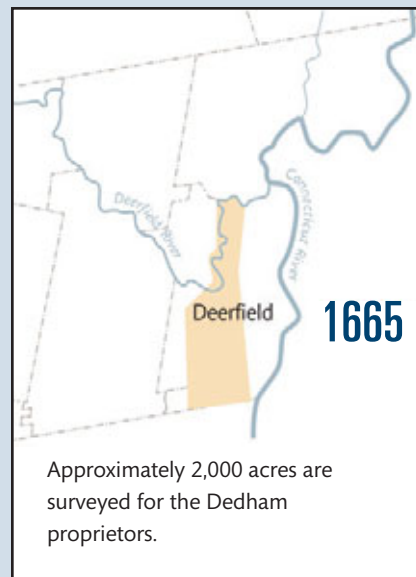 Deerfield River
Connecticut River
Deerfield
1665
Approximately 2,000 acres are
surveyed for the Dedham
proprietors.